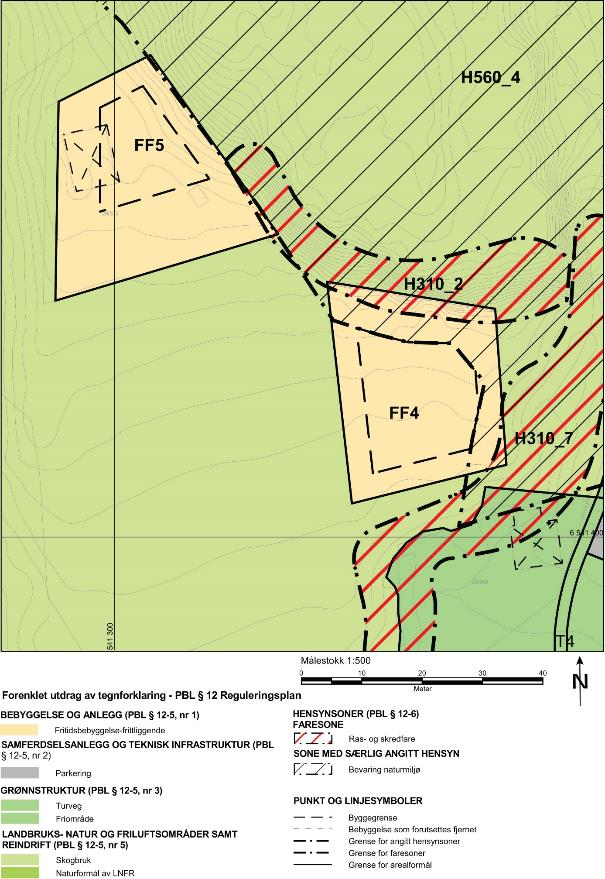 H560_4
FF5
H310_2
FF4
H310_7
6 541 400
541 300
T4
Målestokk 1:500
0 10 20 30 40
Meter
N
Forenklet utdrag av tegnforklaring - PBL § 12 Reguleringsplan
BEBYGGELSE OG ANLEGG (PBL § 12-5, nr 1)
Fritidsbebyggelse-frittliggende
SAMFERDSELSANLEGG OG TEKNISK INFRASTRUKTUR (PBL
§ 12-5, nr 2)
Parkering
GRØNNSTRUKTUR (PBL § 12-5, nr 3)
Turveg
Friområde
LANDBRUKS- NATUR OG FRILUFTSOMRÅDER SAMT
REINDRIFT (PBL § 12-5, nr 5)
Skogbruk
Naturformål av LNFR
HENSYNSONER (PBL § 12-6)
FARESONE
Ras- og skredfare
SONE MED SÆRLIG ANGITT HENSYN
Bevaring naturmiljø
PUNKT OG LINJESYMBOLER
Byggegrense
Bebyggelse som forutsettes fjernet
Grense for angitt hensynsoner
Grense for faresoner
Grense for arealformål